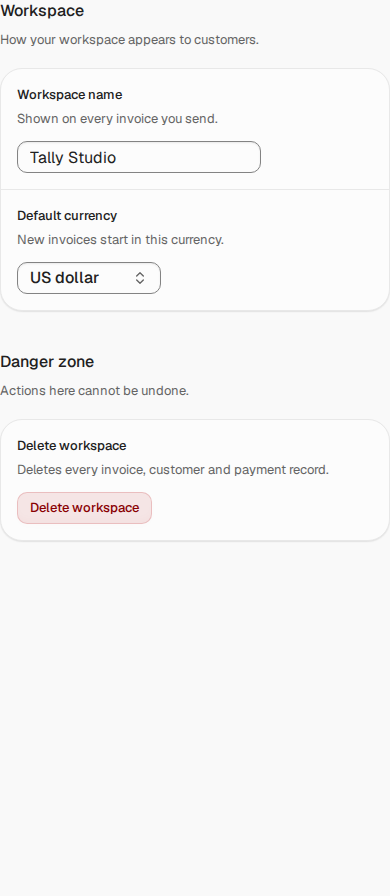 Workspace
How your workspace appears to customers.
Workspace name
Shown on every invoice you send.
Tally Studio
Default currency
New invoices start in this currency.
US dollar
Danger zone
Actions here cannot be undone.
Delete workspace
Deletes every invoice, customer and payment record.
Delete workspace